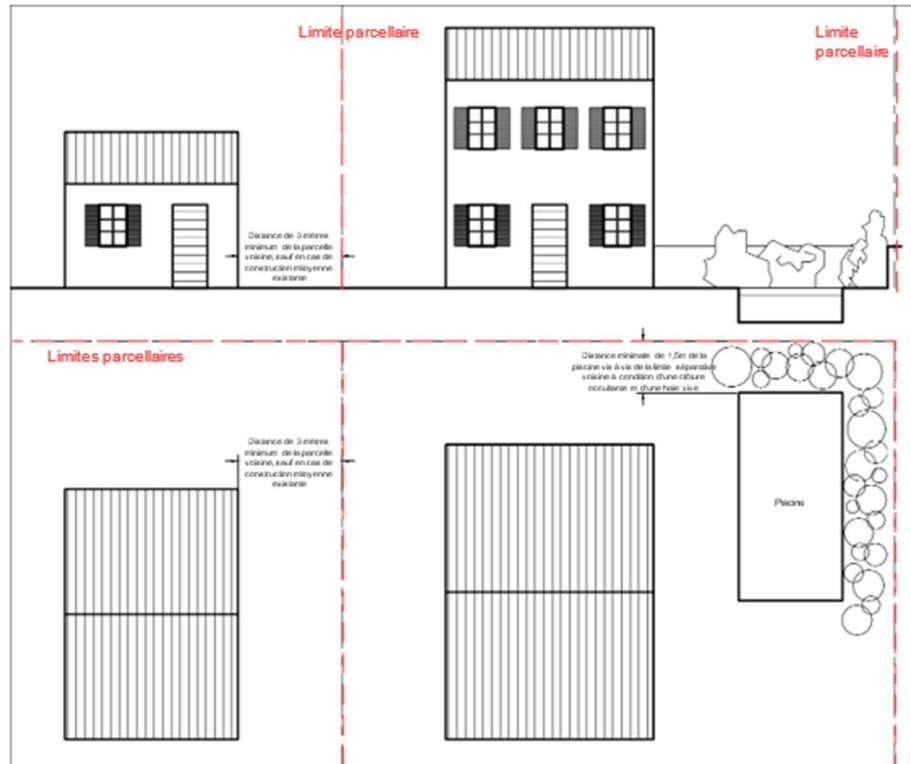 Limite parcellaire
Limite
parcellaire
Distance de 3 mètres
minimum de la parcelle
voisine, sauf en cas de
construction mitoyenne
existante
Limites parcellaires
Distance minimale de 1,5m de la
piscine vis à vis de la limite séparative
voisine à condition d'une clôture
occultante et d'une haie vive
Distance de 3 mètres
minimum de la parcelle
voisine, sauf en cas de
construction mitoyenne
existante
Piscine